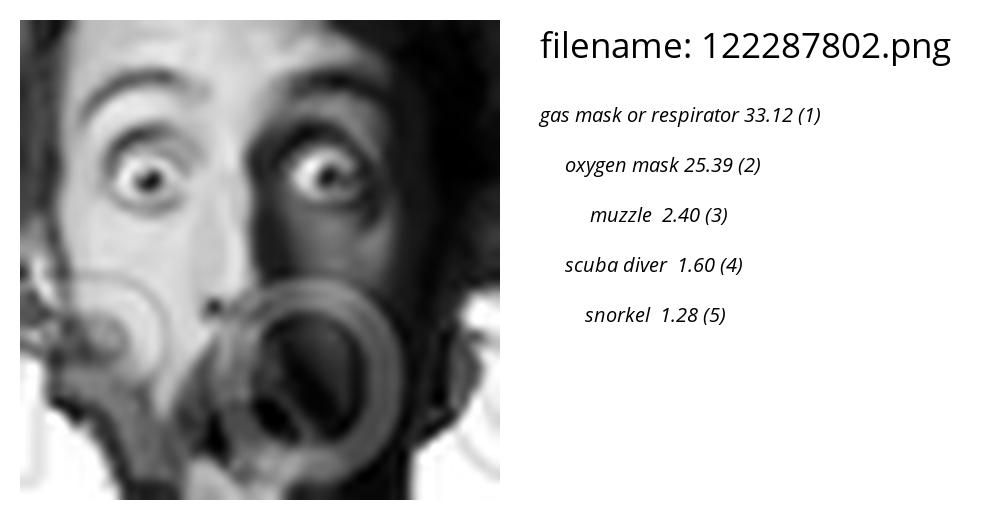 filename: 122287802.png
gas mask or respirator 33.12 (1)
oxygen mask 25.39 (2)
muzzle 2.40 (3)
scuba diver 1.60 (4)
snorkel 1.28 (5)